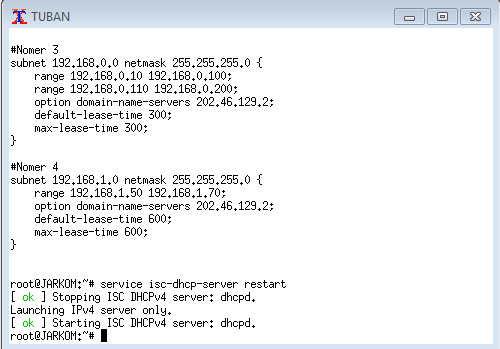 TUBAN
#Nomer 3
subnet 192.168.0.0 netmask 255.255.255.0 {
    range 192.168.0.10 192.168.0.100;
    range 192.168.0.110 192.168.0.200;
    option domain-name-servers 202.46.129.2;
    default-lease-time 300;
    max-lease-time 300;
}
#Nomer 4
subnet 192.168.1.0 netmask 255.255.255.0 {
    range 192.168.1.50 192.168.1.70;
    option domain-name-servers 202.46.129.2;
    default-lease-time 600;
    max-lease-time 600;
}
root@JARKOM:~# service isc-dhcp-server restart
[ ok ] Stopping ISC DHCPv4 server: dhcpd.
Launching IPv4 server only.
[ ok ] Starting ISC DHCPv4 server: dhcpd.
root@JARKOM:~#